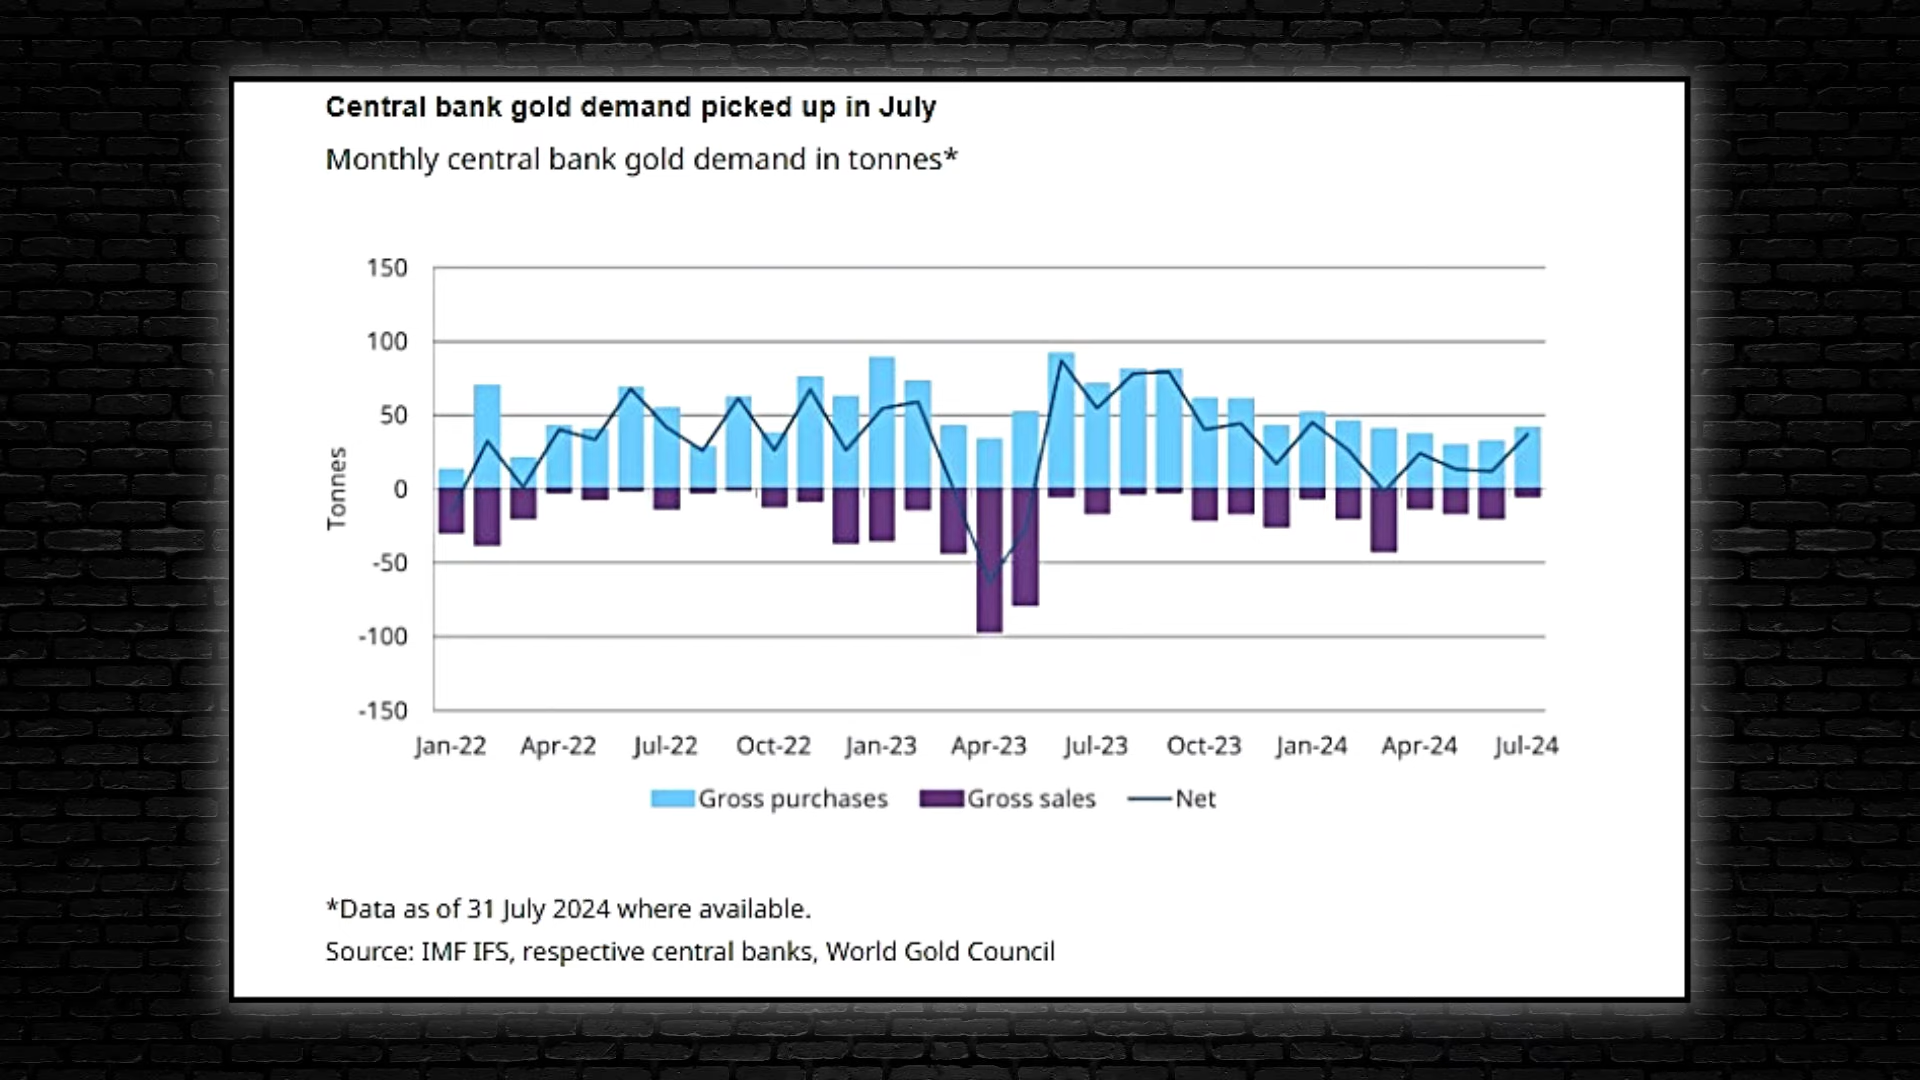 Central bank gold demand picked up in July
Monthly central bank gold demand in tonnes*
150
100
50
0
-50
-100
-150
Tonnes
Jan-22 Apr-22 Jul-22 Oct-22 Jan-23 Apr-23 Jul-23 Oct-23 Jan-24 Apr-24 Jul-24
Gross purchases Gross sales Net
*Data as of 31 July 2024 where available.
Source: IMF IFS, respective central banks, World Gold Council